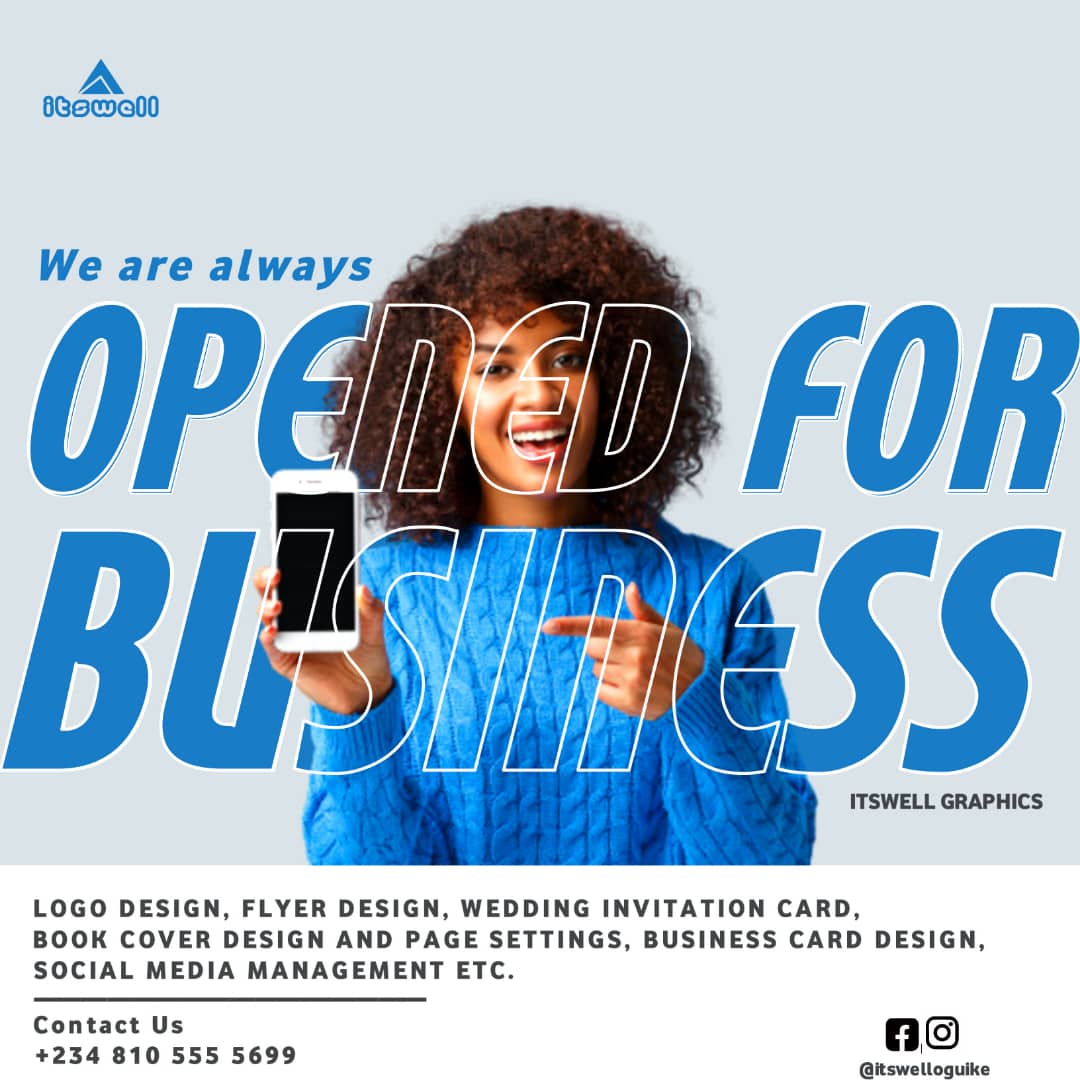 itswell
We are always
OPENED FOR
BUSINESS
ITSWELL GRAPHICS
LOGO DESIGN, FLYER DESIGN, WEDDING INVITATION CARD,
BOOK COVER DESIGN AND PAGE SETTINGS, BUSINESS CARD DESIGN,
SOCIAL MEDIA MANAGEMENT ETC.
Contact Us
+234 810 555 5699
@itswelloguike